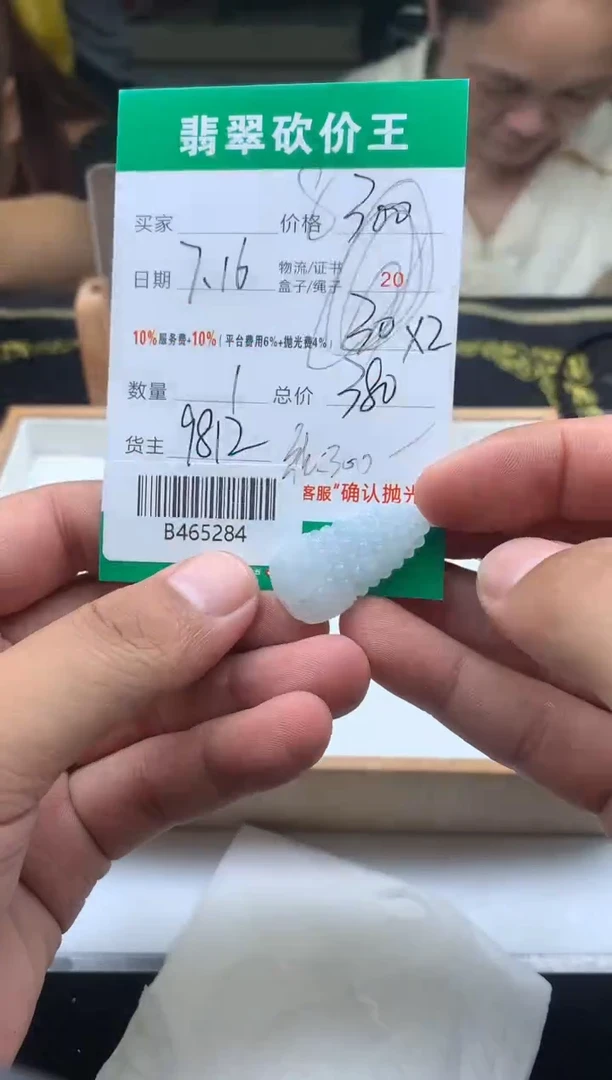 翡翠砍价王
买家 价格 300
日期 7.16 物流/证书 盒子/绳子 20
10%服务费+10%(平台费用6%+抛光费4%) 30×2
数量 1 总价 380
货主 9812 300
客服"确认抛光
B465284